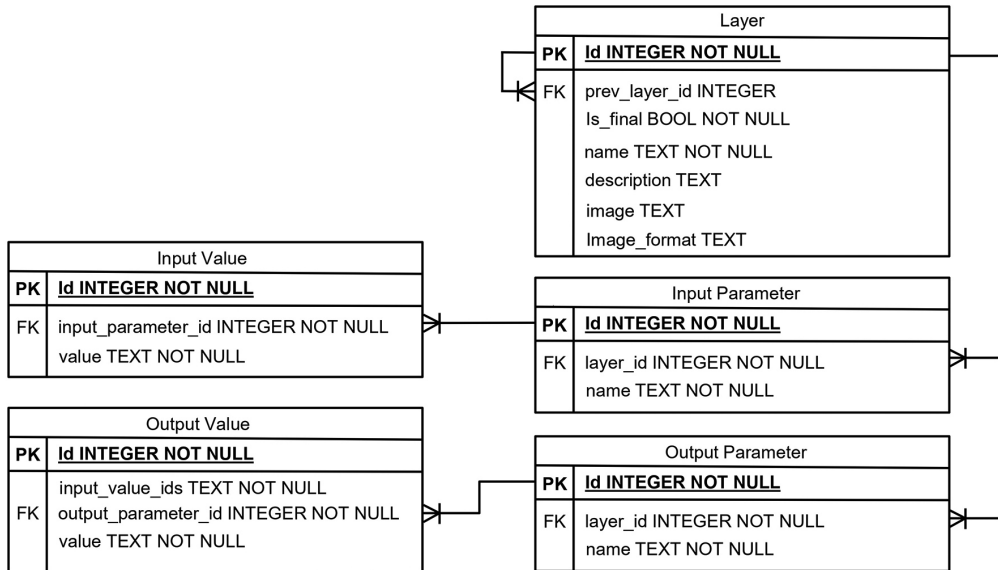 Layer
PK Id INTEGER NOT NULL
FK prev_layer_id INTEGER
Is_final BOOL NOT NULL
name TEXT NOT NULL
description TEXT
image TEXT
Image_format TEXT
Input Value
PK Id INTEGER NOT NULL
FK input_parameter_id INTEGER NOT NULL
value TEXT NOT NULL
Input Parameter
PK Id INTEGER NOT NULL
FK layer_id INTEGER NOT NULL
name TEXT NOT NULL
Output Value
PK Id INTEGER NOT NULL
input_value_ids TEXT NOT NULL
FK output_parameter_id INTEGER NOT NULL
value TEXT NOT NULL
Output Parameter
PK Id INTEGER NOT NULL
FK layer_id INTEGER NOT NULL
name TEXT NOT NULL